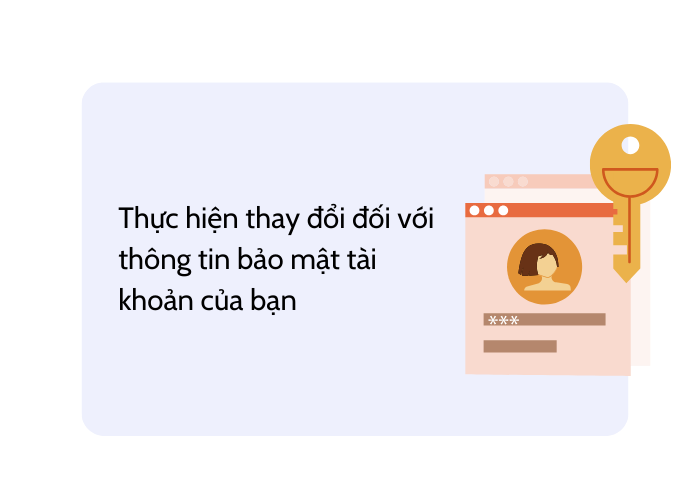 Thực hiện thay đổi đối với
thông tin bảo mật tài
khoản của bạn
***